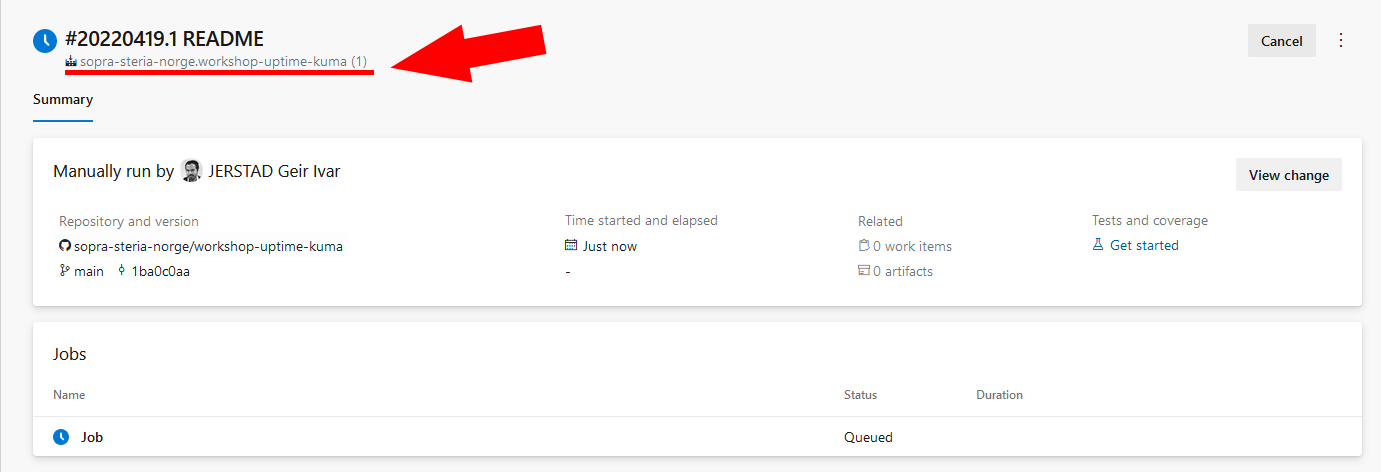 #20220419.1 README
Cancel
sopra-steria-norge.workshop-uptime-kuma (1)
Summary
Manually run by JERSTAD Geir Ivar
View change
Repository and version
sopra-steria-norge/workshop-uptime-kuma
main 1ba0c0aa
Time started and elapsed
Just now
-
Related
0 work items
0 artifacts
Tests and coverage
Get started
Jobs
Name Status Duration
Job Queued